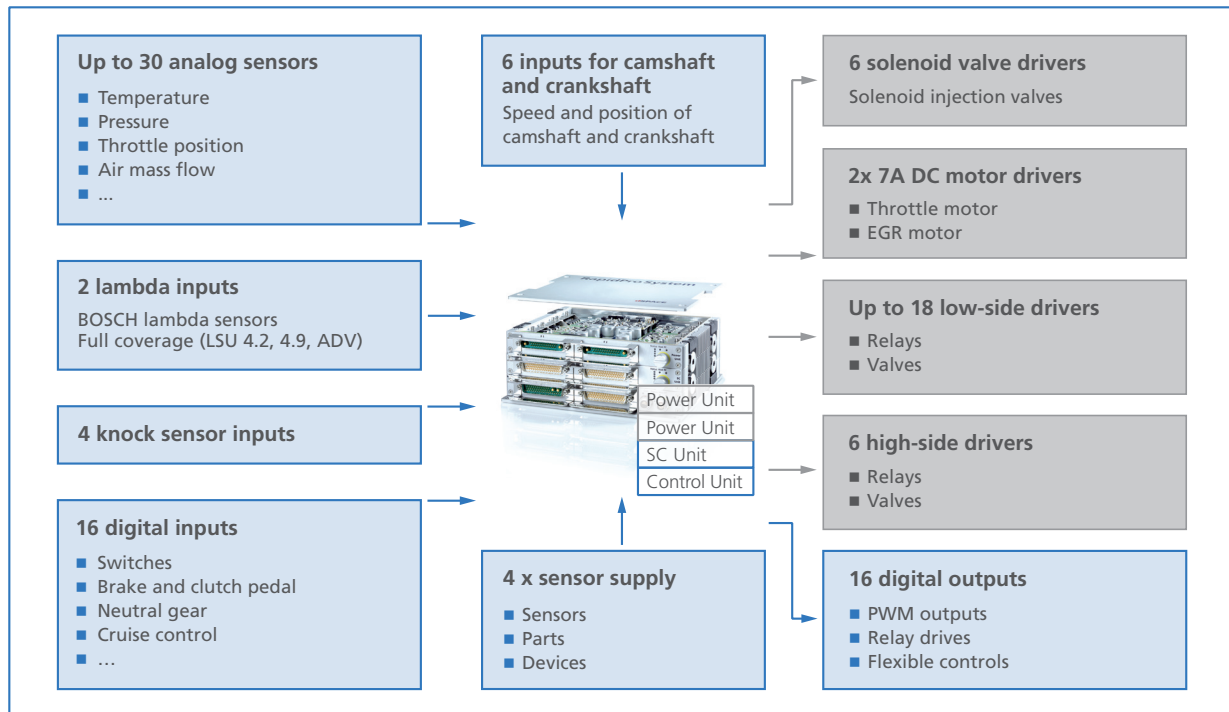 Up to 30 analog sensors
Temperature
Pressure
Throttle position
Air mass flow
...
2 lambda inputs
BOSCH lambda sensors
Full coverage (LSU 4.2, 4.9, ADV)
4 knock sensor inputs
16 digital inputs
Switches
Brake and clutch pedal
Neutral gear
Cruise control
...
6 inputs for camshaft
and crankshaft
Speed and position of
camshaft and crankshaft
RapidPro System
Power Unit
Power Unit
SC Unit
Control Unit
4 x sensor supply
Sensors
Parts
Devices
6 solenoid valve drivers
Solenoid injection valves
2x 7A DC motor drivers
Throttle motor
EGR motor
Up to 18 low-side drivers
Relays
Valves
6 high-side drivers
Relays
Valves
16 digital outputs
PWM outputs
Relay drives
Flexible controls